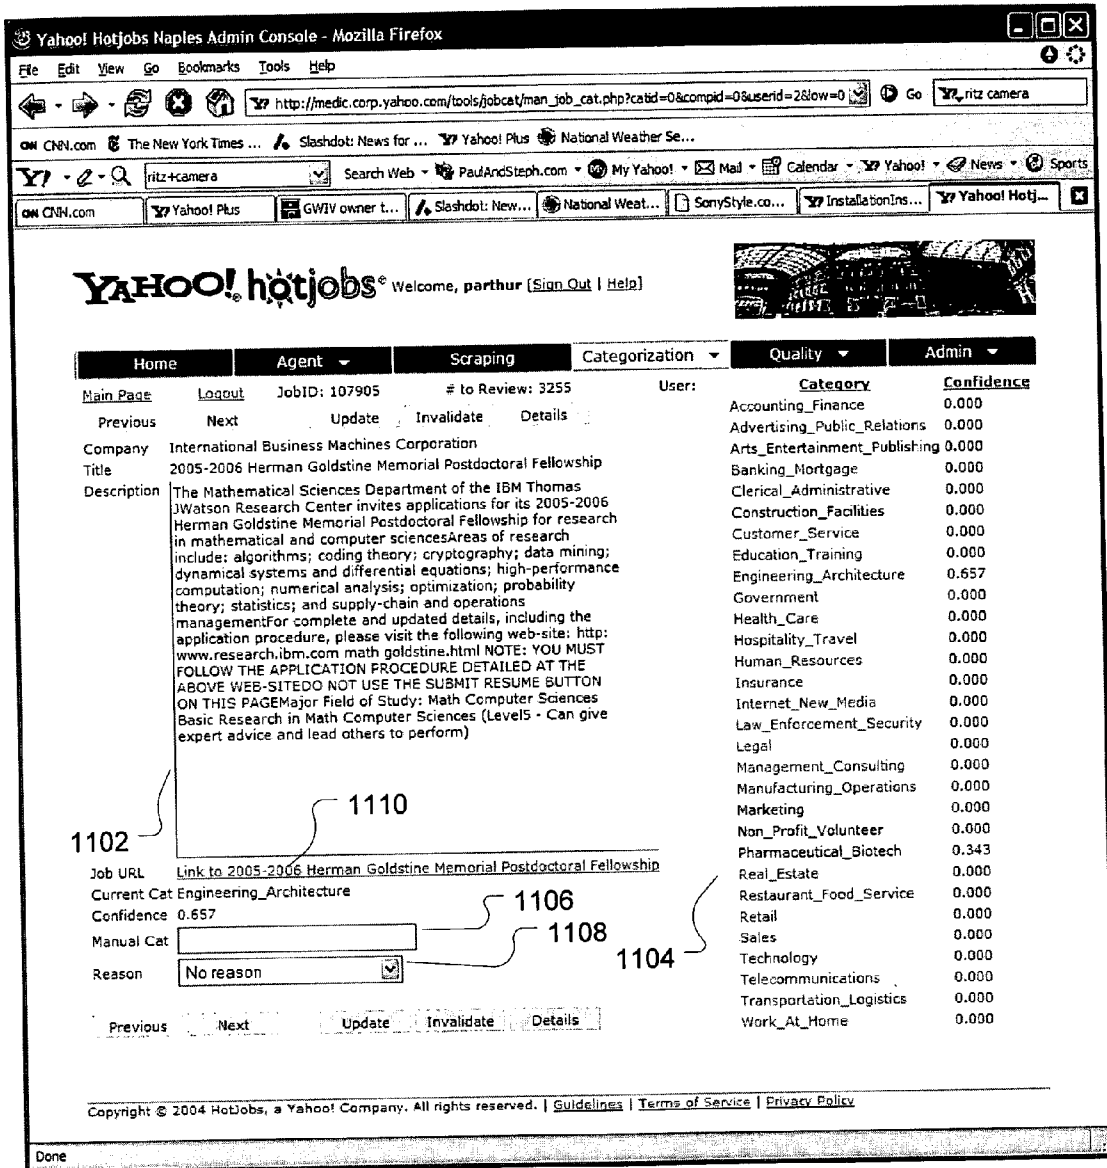 Yahoo! Hotjobs Naples Admin Console - Mozilla Firefox
File Edit View Go Bookmarks Tools Help
http://medic.corp.yahoo.com/tools/jobcat/man_job_cat.php?catid=0&compid=0&userid=2&low=0 Go ritz camera
CNN.com The New York Times ... Slashdot: News for ... Yahoo! Plus National Weather Se...
Y! ritz+camera Search Web PaulAndSteph.com My Yahoo! Mail Calendar Yahoo! News Sports
CNN.com Yahoo! Plus GWIV owner t... Slashdot: New... National Weat... SonyStyle.co... InstallationIns... Yahoo! Hotj...
YAHOO! hotjobs® Welcome, parthur [Sign Out | Help]
Home Agent Scraping Categorization Quality Admin
Main Page Logout JobID: 107905 # to Review: 3255 User: Category Confidence
Previous Next Update Invalidate Details
Company International Business Machines Corporation
Title 2005-2006 Herman Goldstine Memorial Postdoctoral Fellowship
Description The Mathematical Sciences Department of the IBM Thomas
JWatson Research Center invites applications for its 2005-2006
Herman Goldstine Memorial Postdoctoral Fellowship for research
in mathematical and computer sciencesAreas of research
include: algorithms; coding theory; cryptography; data mining;
dynamical systems and differential equations; high-performance
computation; numerical analysis; optimization; probability
theory; statistics; and supply-chain and operations
managementFor complete and updated details, including the
application procedure, please visit the following web-site: http:
www.research.ibm.com math goldstine.html NOTE: YOU MUST
FOLLOW THE APPLICATION PROCEDURE DETAILED AT THE
ABOVE WEB-SITEDO NOT USE THE SUBMIT RESUME BUTTON
ON THIS PAGEMajor Field of Study: Math Computer Sciences
Basic Research in Math Computer Sciences (Level5 - Can give
expert advice and lead others to perform)
1102
1110
Job URL Link to 2005-2006 Herman Goldstine Memorial Postdoctoral Fellowship
Current Cat Engineering_Architecture
Confidence 0.657
1106
Manual Cat
1108
Reason No reason
1104
Previous Next Update Invalidate Details
Accounting_Finance 0.000
Advertising_Public_Relations 0.000
Arts_Entertainment_Publishing 0.000
Banking_Mortgage 0.000
Clerical_Administrative 0.000
Construction_Facilities 0.000
Customer_Service 0.000
Education_Training 0.000
Engineering_Architecture 0.657
Government 0.000
Health_Care 0.000
Hospitality_Travel 0.000
Human_Resources 0.000
Insurance 0.000
Internet_New_Media 0.000
Law_Enforcement_Security 0.000
Legal 0.000
Management_Consulting 0.000
Manufacturing_Operations 0.000
Marketing 0.000
Non_Profit_Volunteer 0.000
Pharmaceutical_Biotech 0.343
Real_Estate 0.000
Restaurant_Food_Service 0.000
Retail 0.000
Sales 0.000
Technology 0.000
Telecommunications 0.000
Transportation_Logistics 0.000
Work_At_Home 0.000
Copyright © 2004 HotJobs, a Yahoo! Company. All rights reserved. | Guidelines | Terms of Service | Privacy Policy
Done